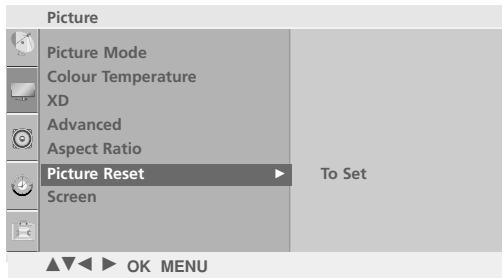 Picture
Picture Mode
Colour Temperature
XD
Advanced
Aspect Ratio
Picture Reset ► To Set
Screen
▲▼◄ ► OK MENU